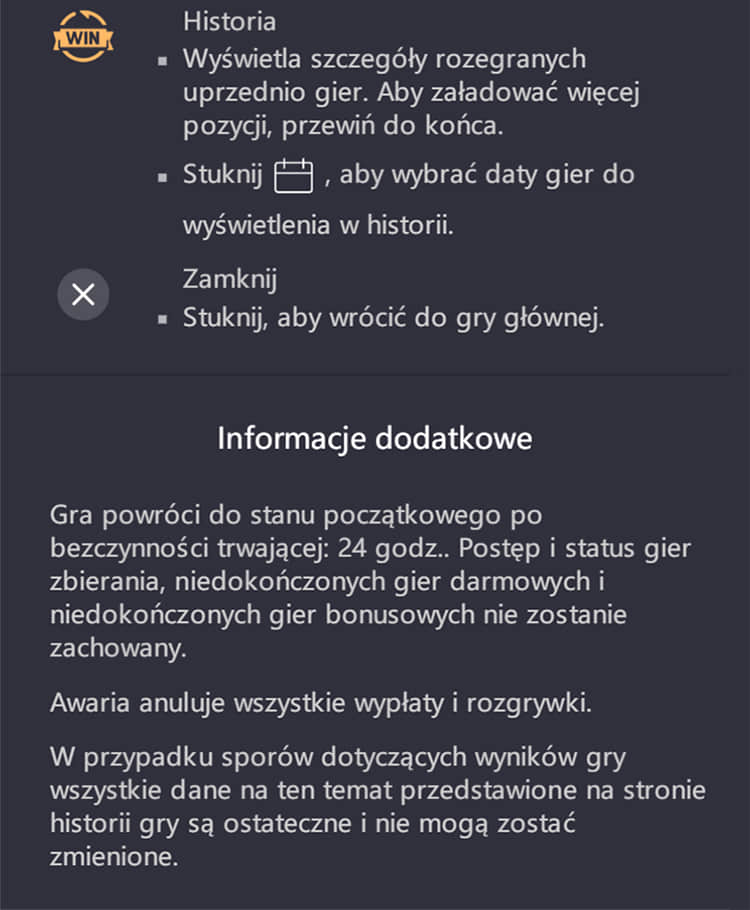 WIN
Historia
▪ Wyświetla szczegóły rozegranych
uprzednio gier. Aby załadować więcej
pozycji, przewiń do końca.
▪ Stuknij , aby wybrać daty gier do
wyświetlenia w historii.
Zamknij
▪ Stuknij, aby wrócić do gry głównej.
Informacje dodatkowe
Gra powróci do stanu początkowego po
bezczynności trwającej: 24 godz.. Postęp i status gier
zbierania, niedokończonych gier darmowych i
niedokończonych gier bonusowych nie zostanie
zachowany.
Awaria anuluje wszystkie wypłaty i rozgrywki.
W przypadku sporów dotyczących wyników gry
wszystkie dane na ten temat przedstawione na stronie
historii gry są ostateczne i nie mogą zostać
zmienione.